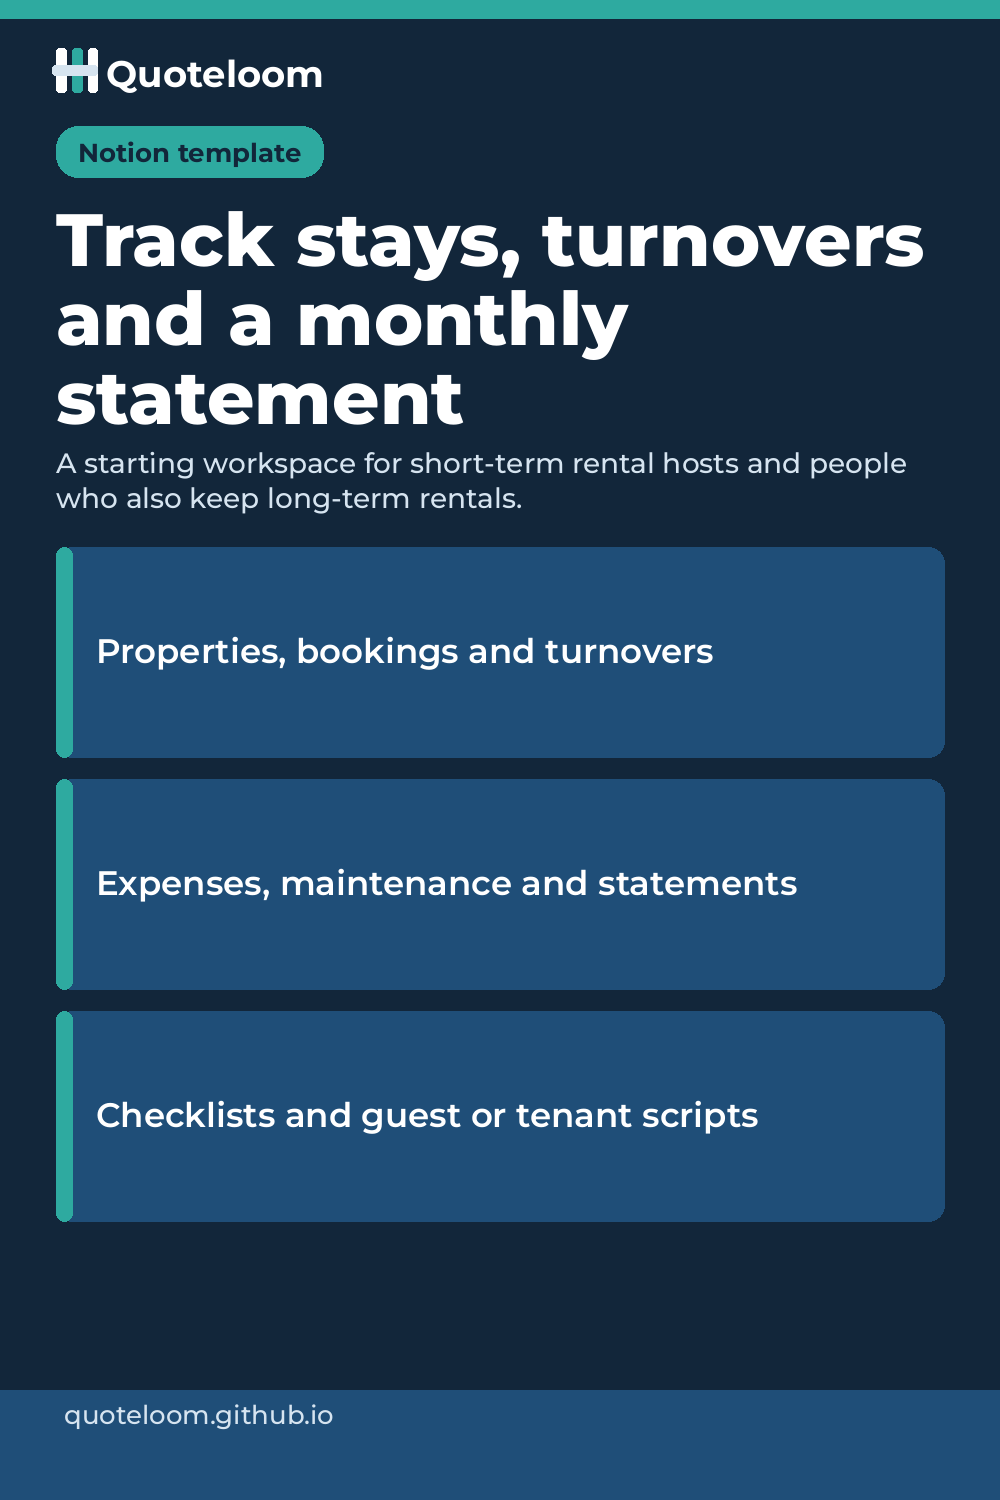 Quoteloom
Notion template
Track stays, turnovers
and a monthly
statement
A starting workspace for short-term rental hosts and people
who also keep long-term rentals.
Properties, bookings and turnovers
Expenses, maintenance and statements
Checklists and guest or tenant scripts
quoteloom.github.io